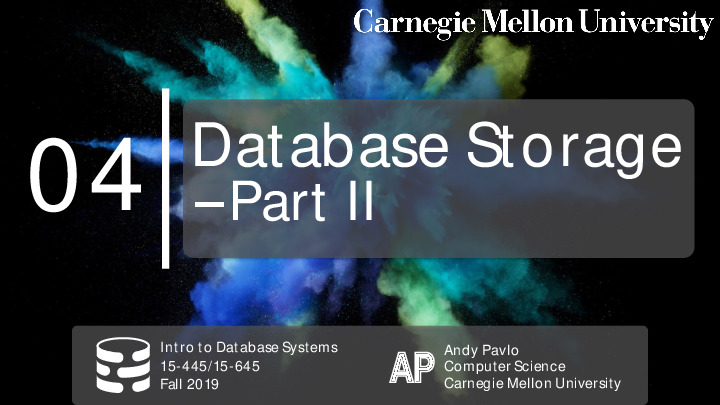 Carnegie Mellon University
04
Database Storage
–Part II
Intro to Database Systems
15-445/15-645
Fall 2019
AP
Andy Pavlo
Computer Science
Carnegie Mellon University